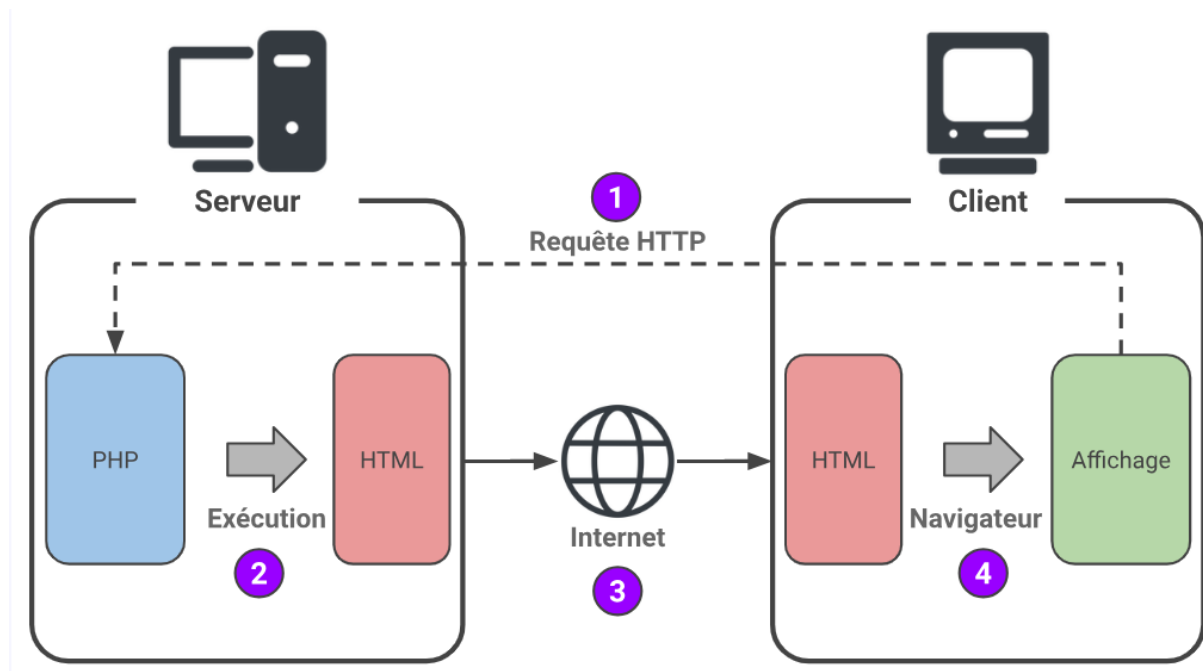 Serveur
Client
1
Requête HTTP
PHP
HTML
HTML
Affichage
Exécution
Internet
Navigateur
2
3
4